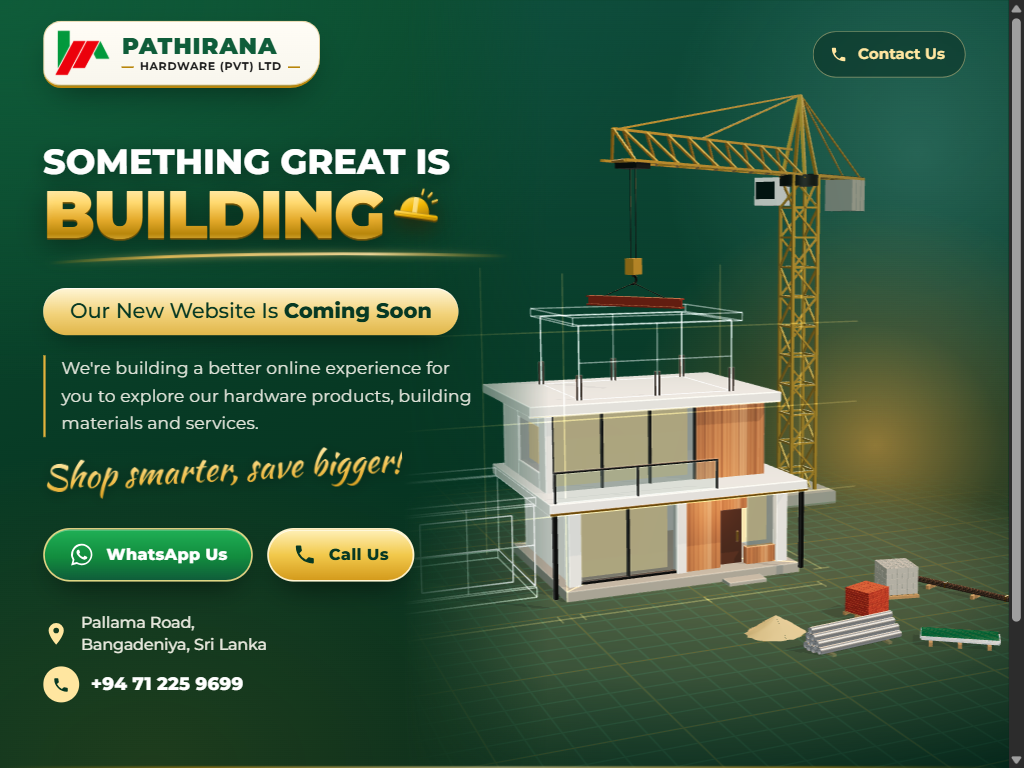 PATHIRANA
HARDWARE (PVT) LTD
Contact Us
SOMETHING GREAT IS
BUILDING
Our New Website Is Coming Soon
We're building a better online experience for
you to explore our hardware products, building
materials and services.
Shop smarter, save bigger!
WhatsApp Us
Call Us
Pallama Road,
Bangadeniya, Sri Lanka
+94 71 225 9699